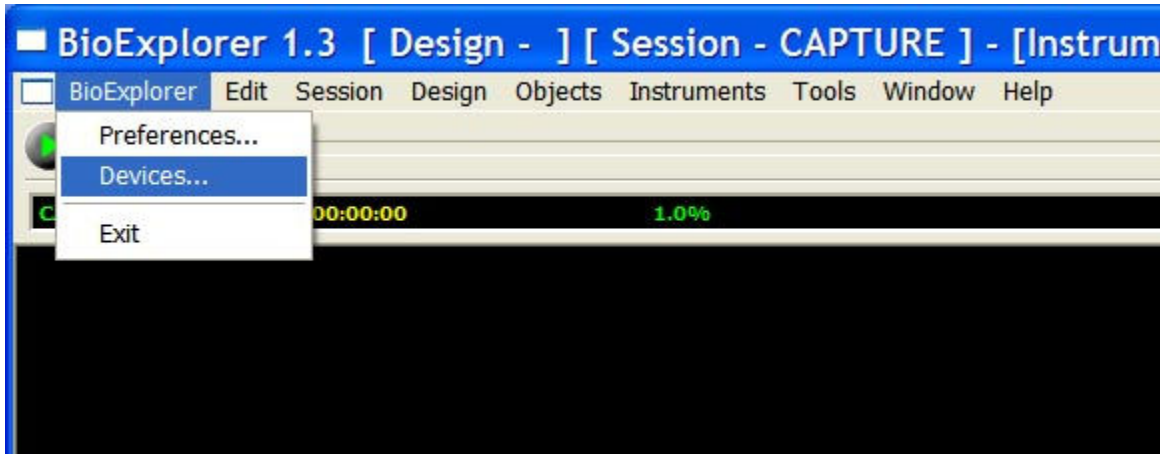 BioExplorer 1.3 [ Design - ] [ Session - CAPTURE ] - [Instrum
BioExplorer Edit Session Design Objects Instruments Tools Window Help
Preferences...
Devices...
00:00:00 1.0%
Exit